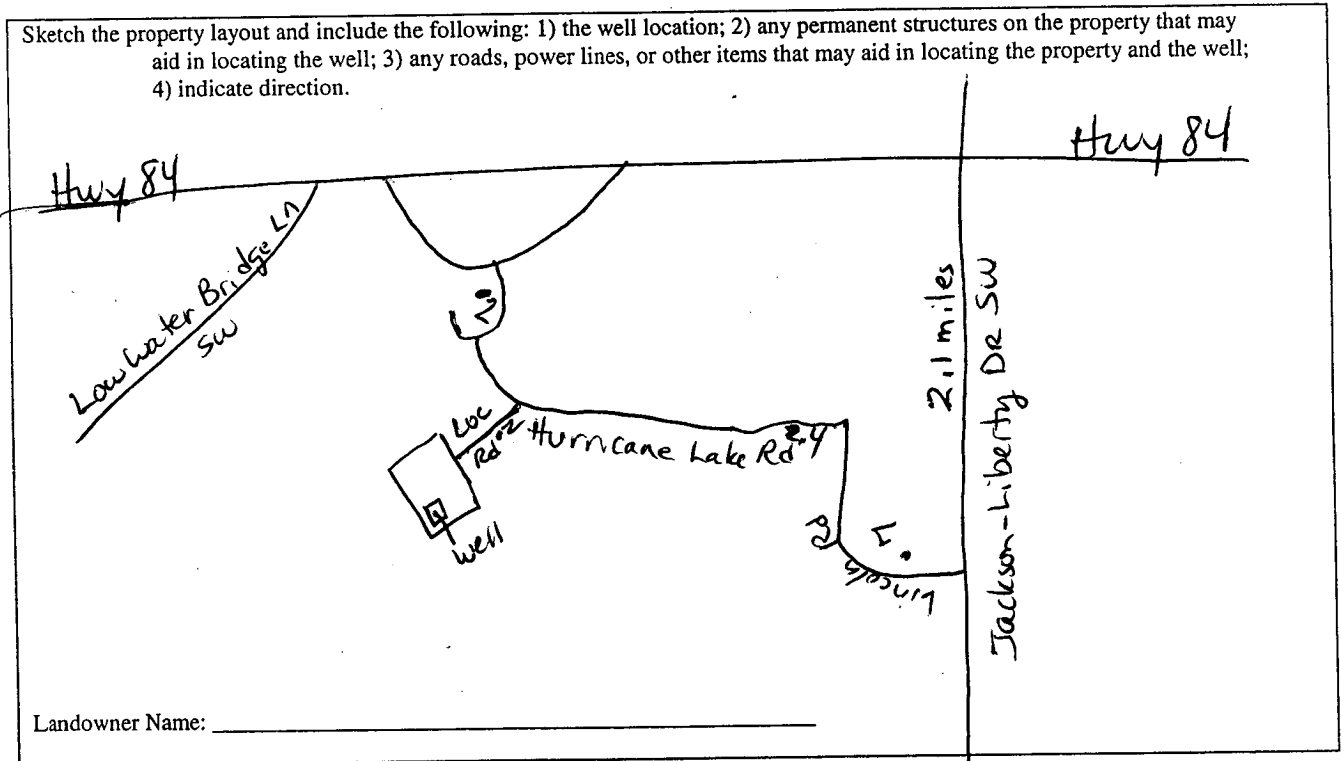 Sketch the property layout and include the following: 1) the well location; 2) any permanent structures on the property that may
aid in locating the well; 3) any roads, power lines, or other items that may aid in locating the property and the well;
4) indicate direction.
Hwy 84
Hwy 84
Low Water Bridge LN
SW
2.1 miles
Jackson-Liberty DR SW
.2
Loc
Rd .2
Hurricane Lake Rd 2.4
well
Lincoln
Rd
.7
Landowner Name: